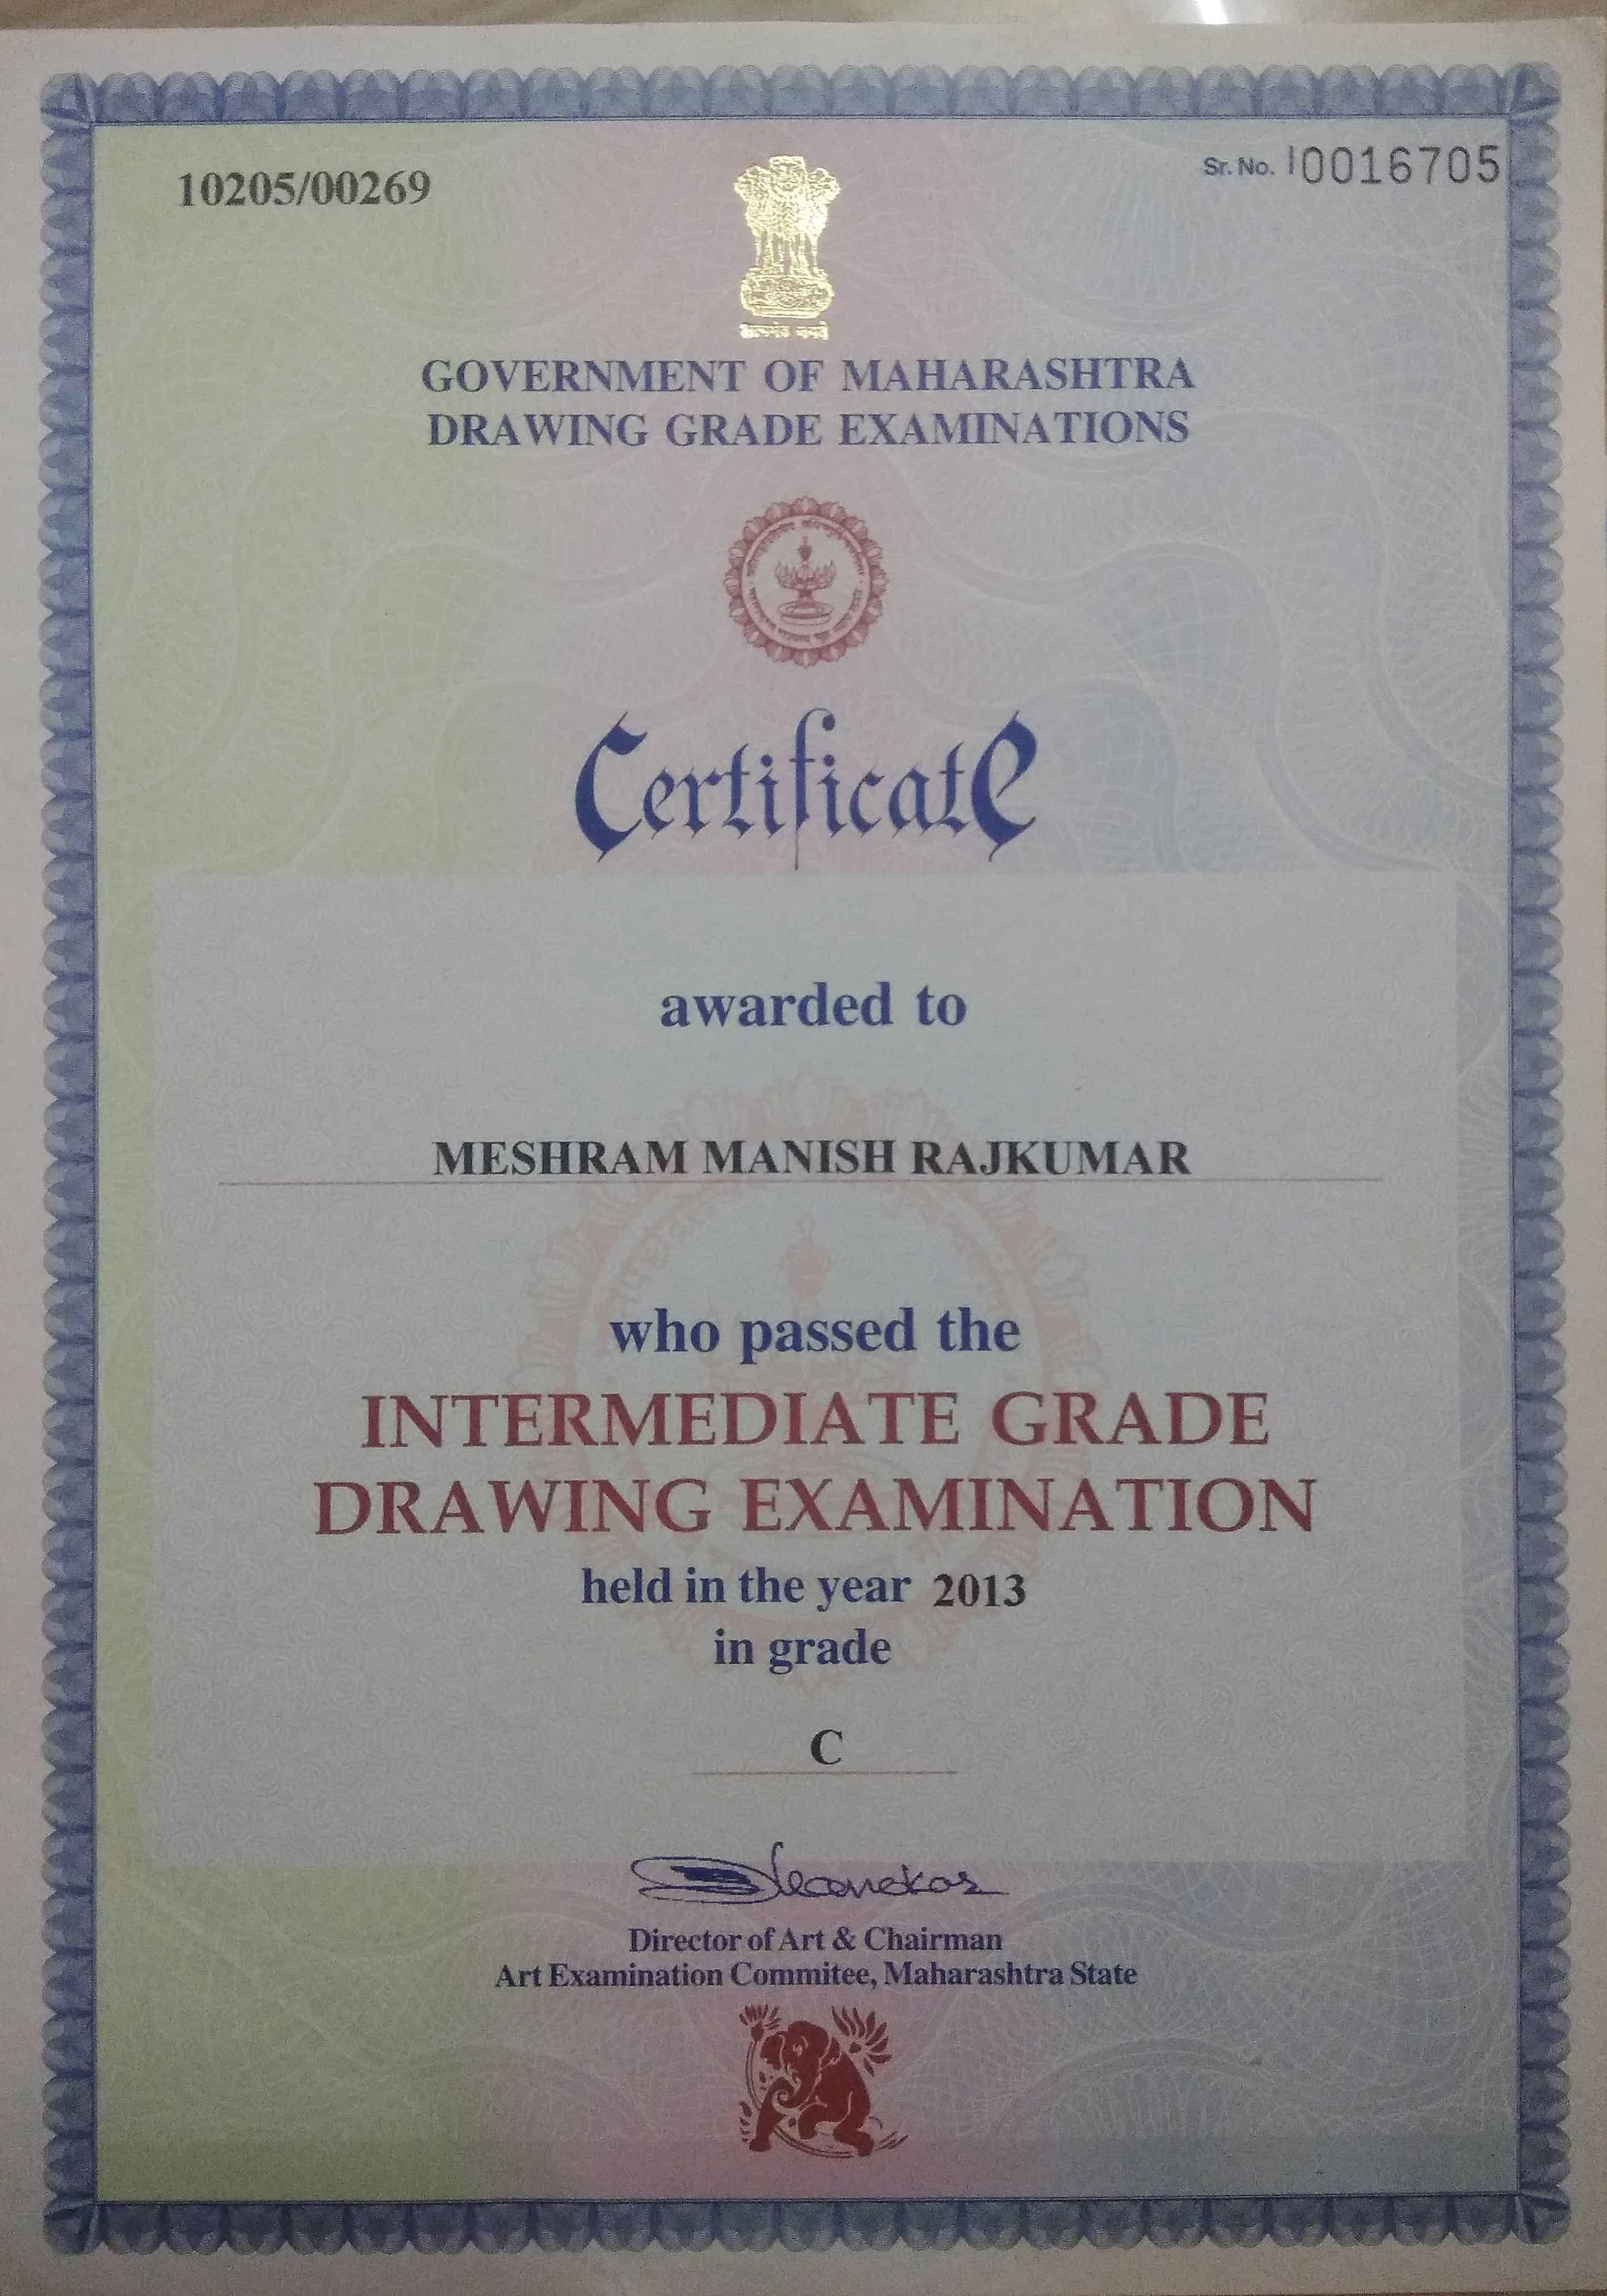 10205/00269
Sr. No. I0016705
सत्यमेव जयते
GOVERNMENT OF MAHARASHTRA
DRAWING GRADE EXAMINATIONS
Certificate
awarded to
MESHRAM MANISH RAJKUMAR
who passed the
INTERMEDIATE GRADE
DRAWING EXAMINATION
held in the year 2013
in grade
C
Director of Art & Chairman
Art Examination Commitee, Maharashtra State